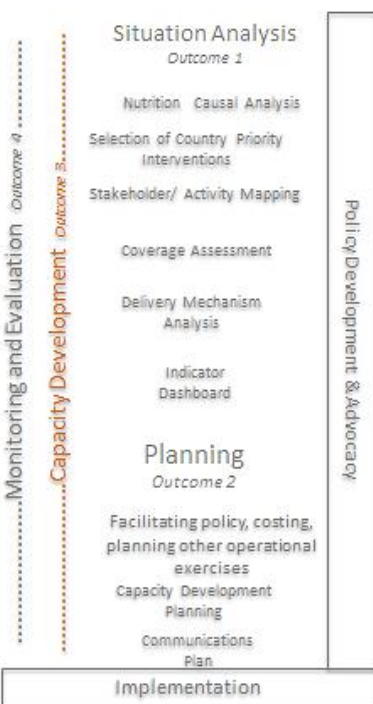 Situation Analysis
Outcome 1
Nutrition Causal Analysis
Selection of Country Priority
Interventions
Stakeholder/ Activity Mapping
Coverage Assessment
Delivery Mechanism
Analysis
Indicator
Dashboard
Planning
Outcome 2
Facilitating policy, costing,
planning other operational
exercises
Capacity Development
Planning
Communications
Plan
Monitoring and Evaluation Outcome 4
Capacity Development Outcome 3
Policy Development & Advocacy
Implementation